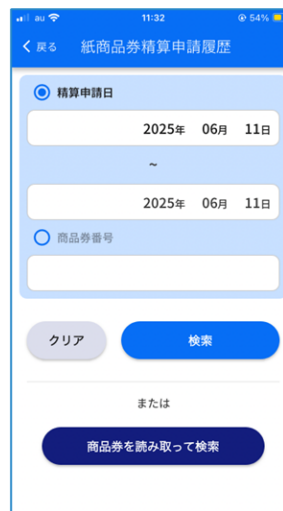 au 11:32 54%
戻る 紙商品券精算申請履歴
精算申請日
2025年 06月 11日
~
2025年 06月 11日
商品券番号
クリア 検索
または
商品券を読み取って検索